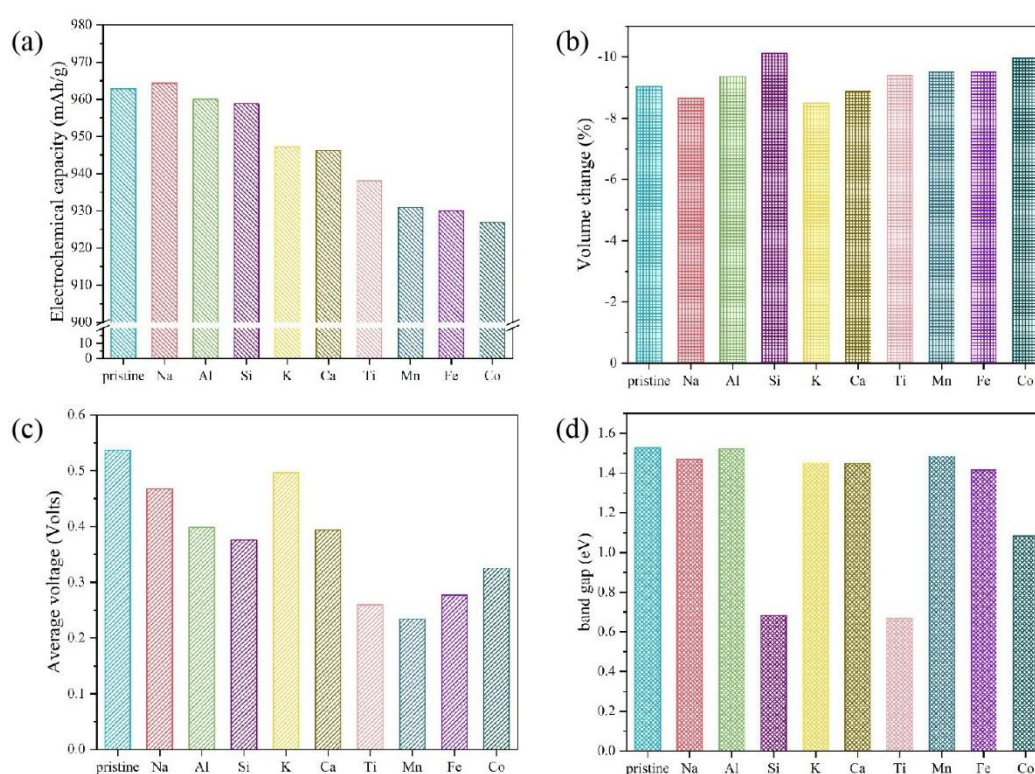 (a)
Electrochemical capacity (mAh/g)
980
970
960
950
940
930
920
910
900
10
0
pristine Na Al Si K Ca Ti Mn Fe Co
(b)
Volume change (%)
-10
-8
-6
-4
-2
0
pristine Na Al Si K Ca Ti Mn Fe Co
(c)
Average voltage (Volts)
0.6
0.5
0.4
0.3
0.2
0.1
0.0
pristine Na Al Si K Ca Ti Mn Fe Co
(d)
band gap (eV)
1.6
1.4
1.2
1.0
0.8
0.6
0.4
0.2
0.0
pristine Na Al Si K Ca Ti Mn Fe Co